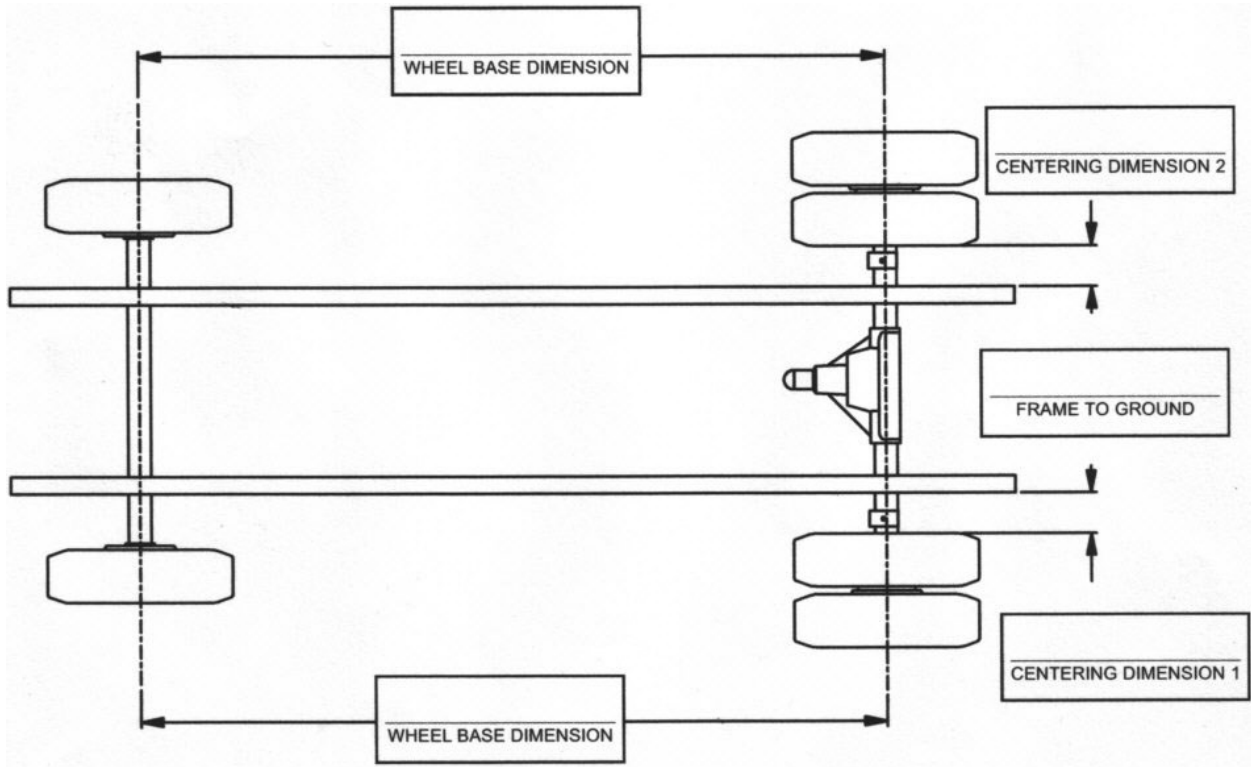 WHEEL BASE DIMENSION
CENTERING DIMENSION 2
FRAME TO GROUND
CENTERING DIMENSION 1
WHEEL BASE DIMENSION